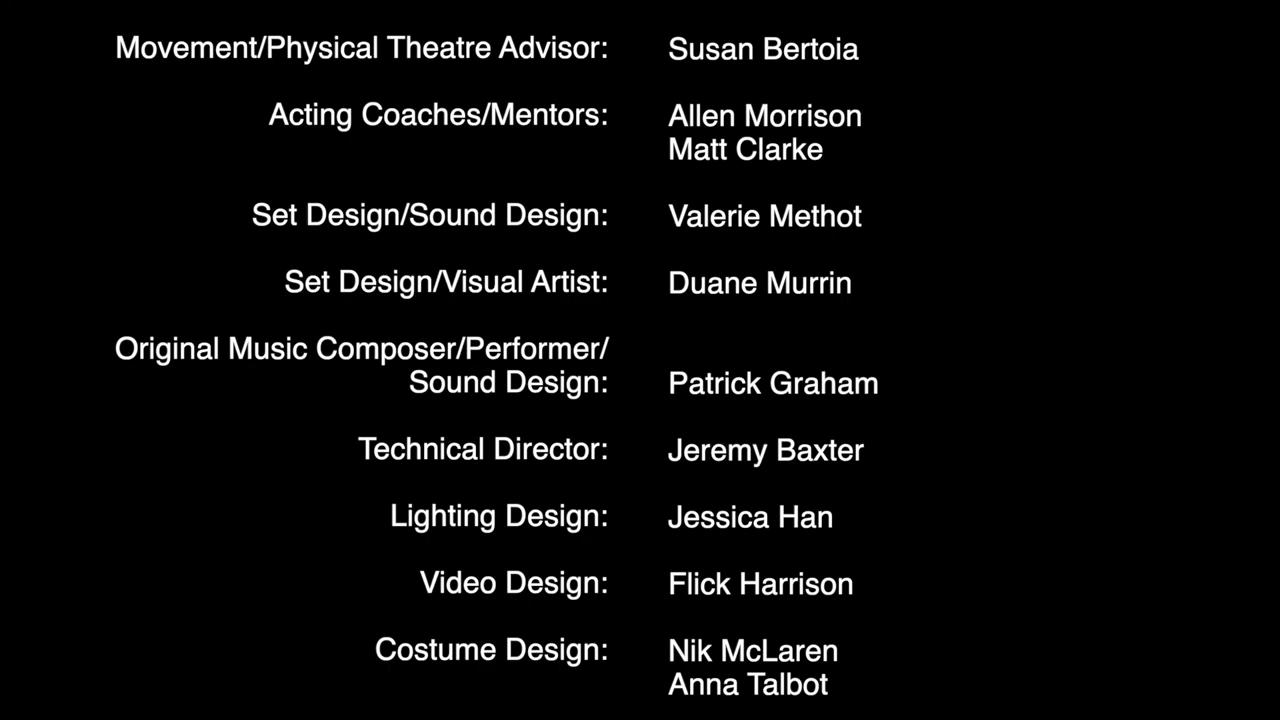 Movement/Physical Theatre Advisor: Susan Bertoia
Acting Coaches/Mentors: Allen Morrison
Matt Clarke
Set Design/Sound Design: Valerie Methot
Set Design/Visual Artist: Duane Murrin
Original Music Composer/Performer/
Sound Design: Patrick Graham
Technical Director: Jeremy Baxter
Lighting Design: Jessica Han
Video Design: Flick Harrison
Costume Design: Nik McLaren
Anna Talbot